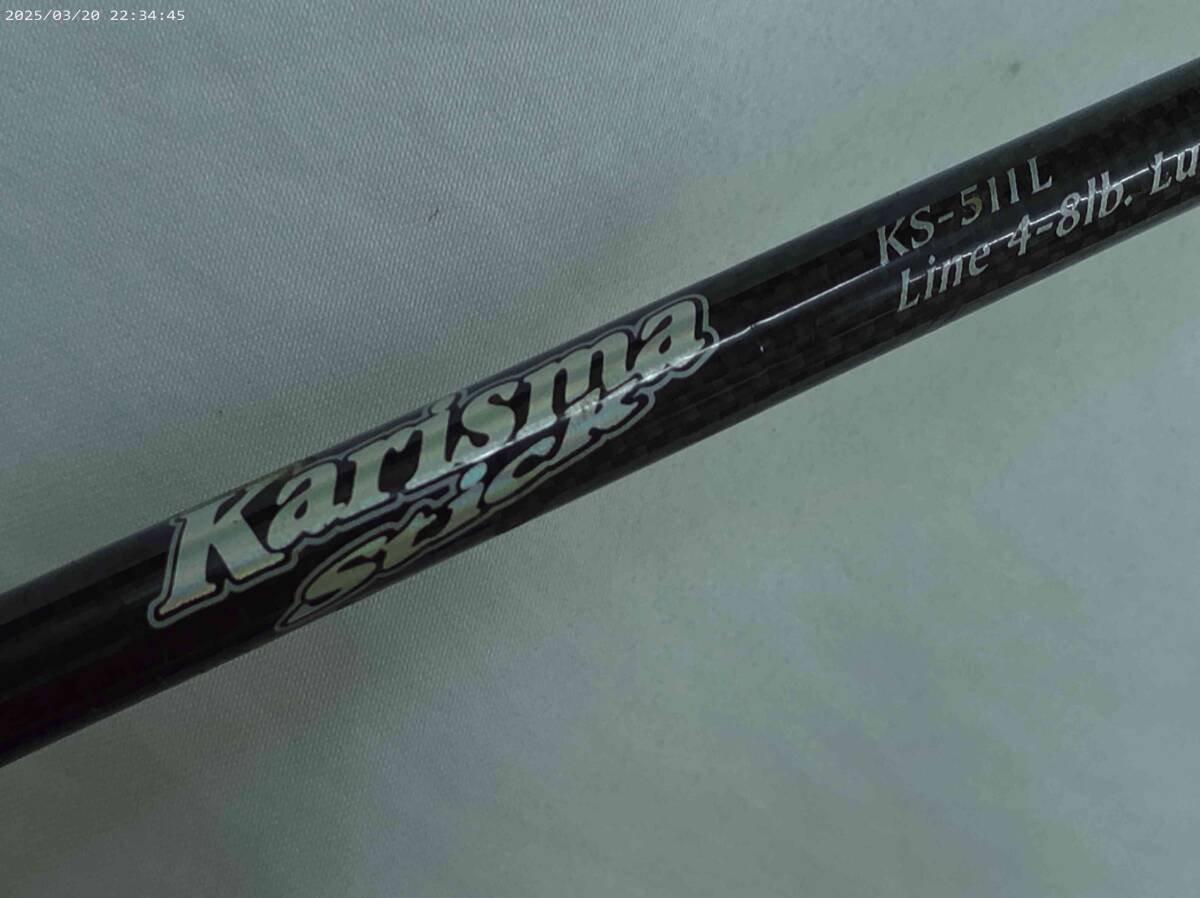 2025/03/20 22:34:45
KS-511L
Line 4-8lb.
Karisma
stick